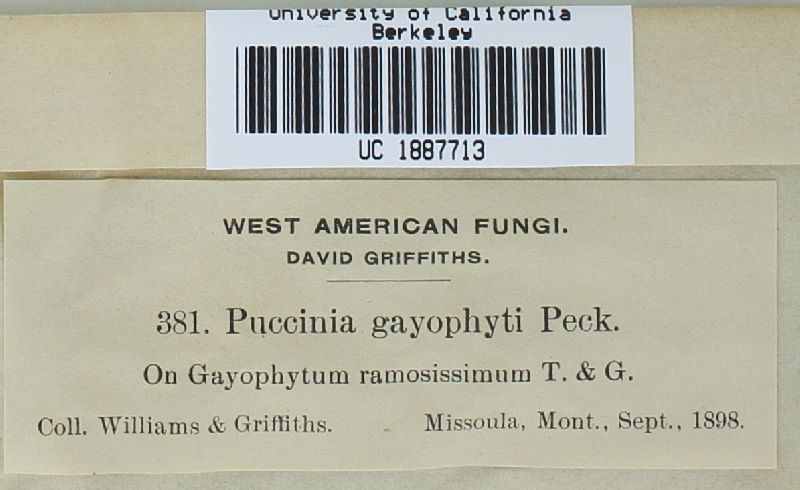 University of California
Berkeley
UC 1887713
WEST AMERICAN FUNGI.
DAVID GRIFFITHS.
381. Puccinia gayophyti Peck.
On Gayophytum ramosissimum T. & G.
Coll. Williams & Griffiths. Missoula, Mont., Sept., 1898.